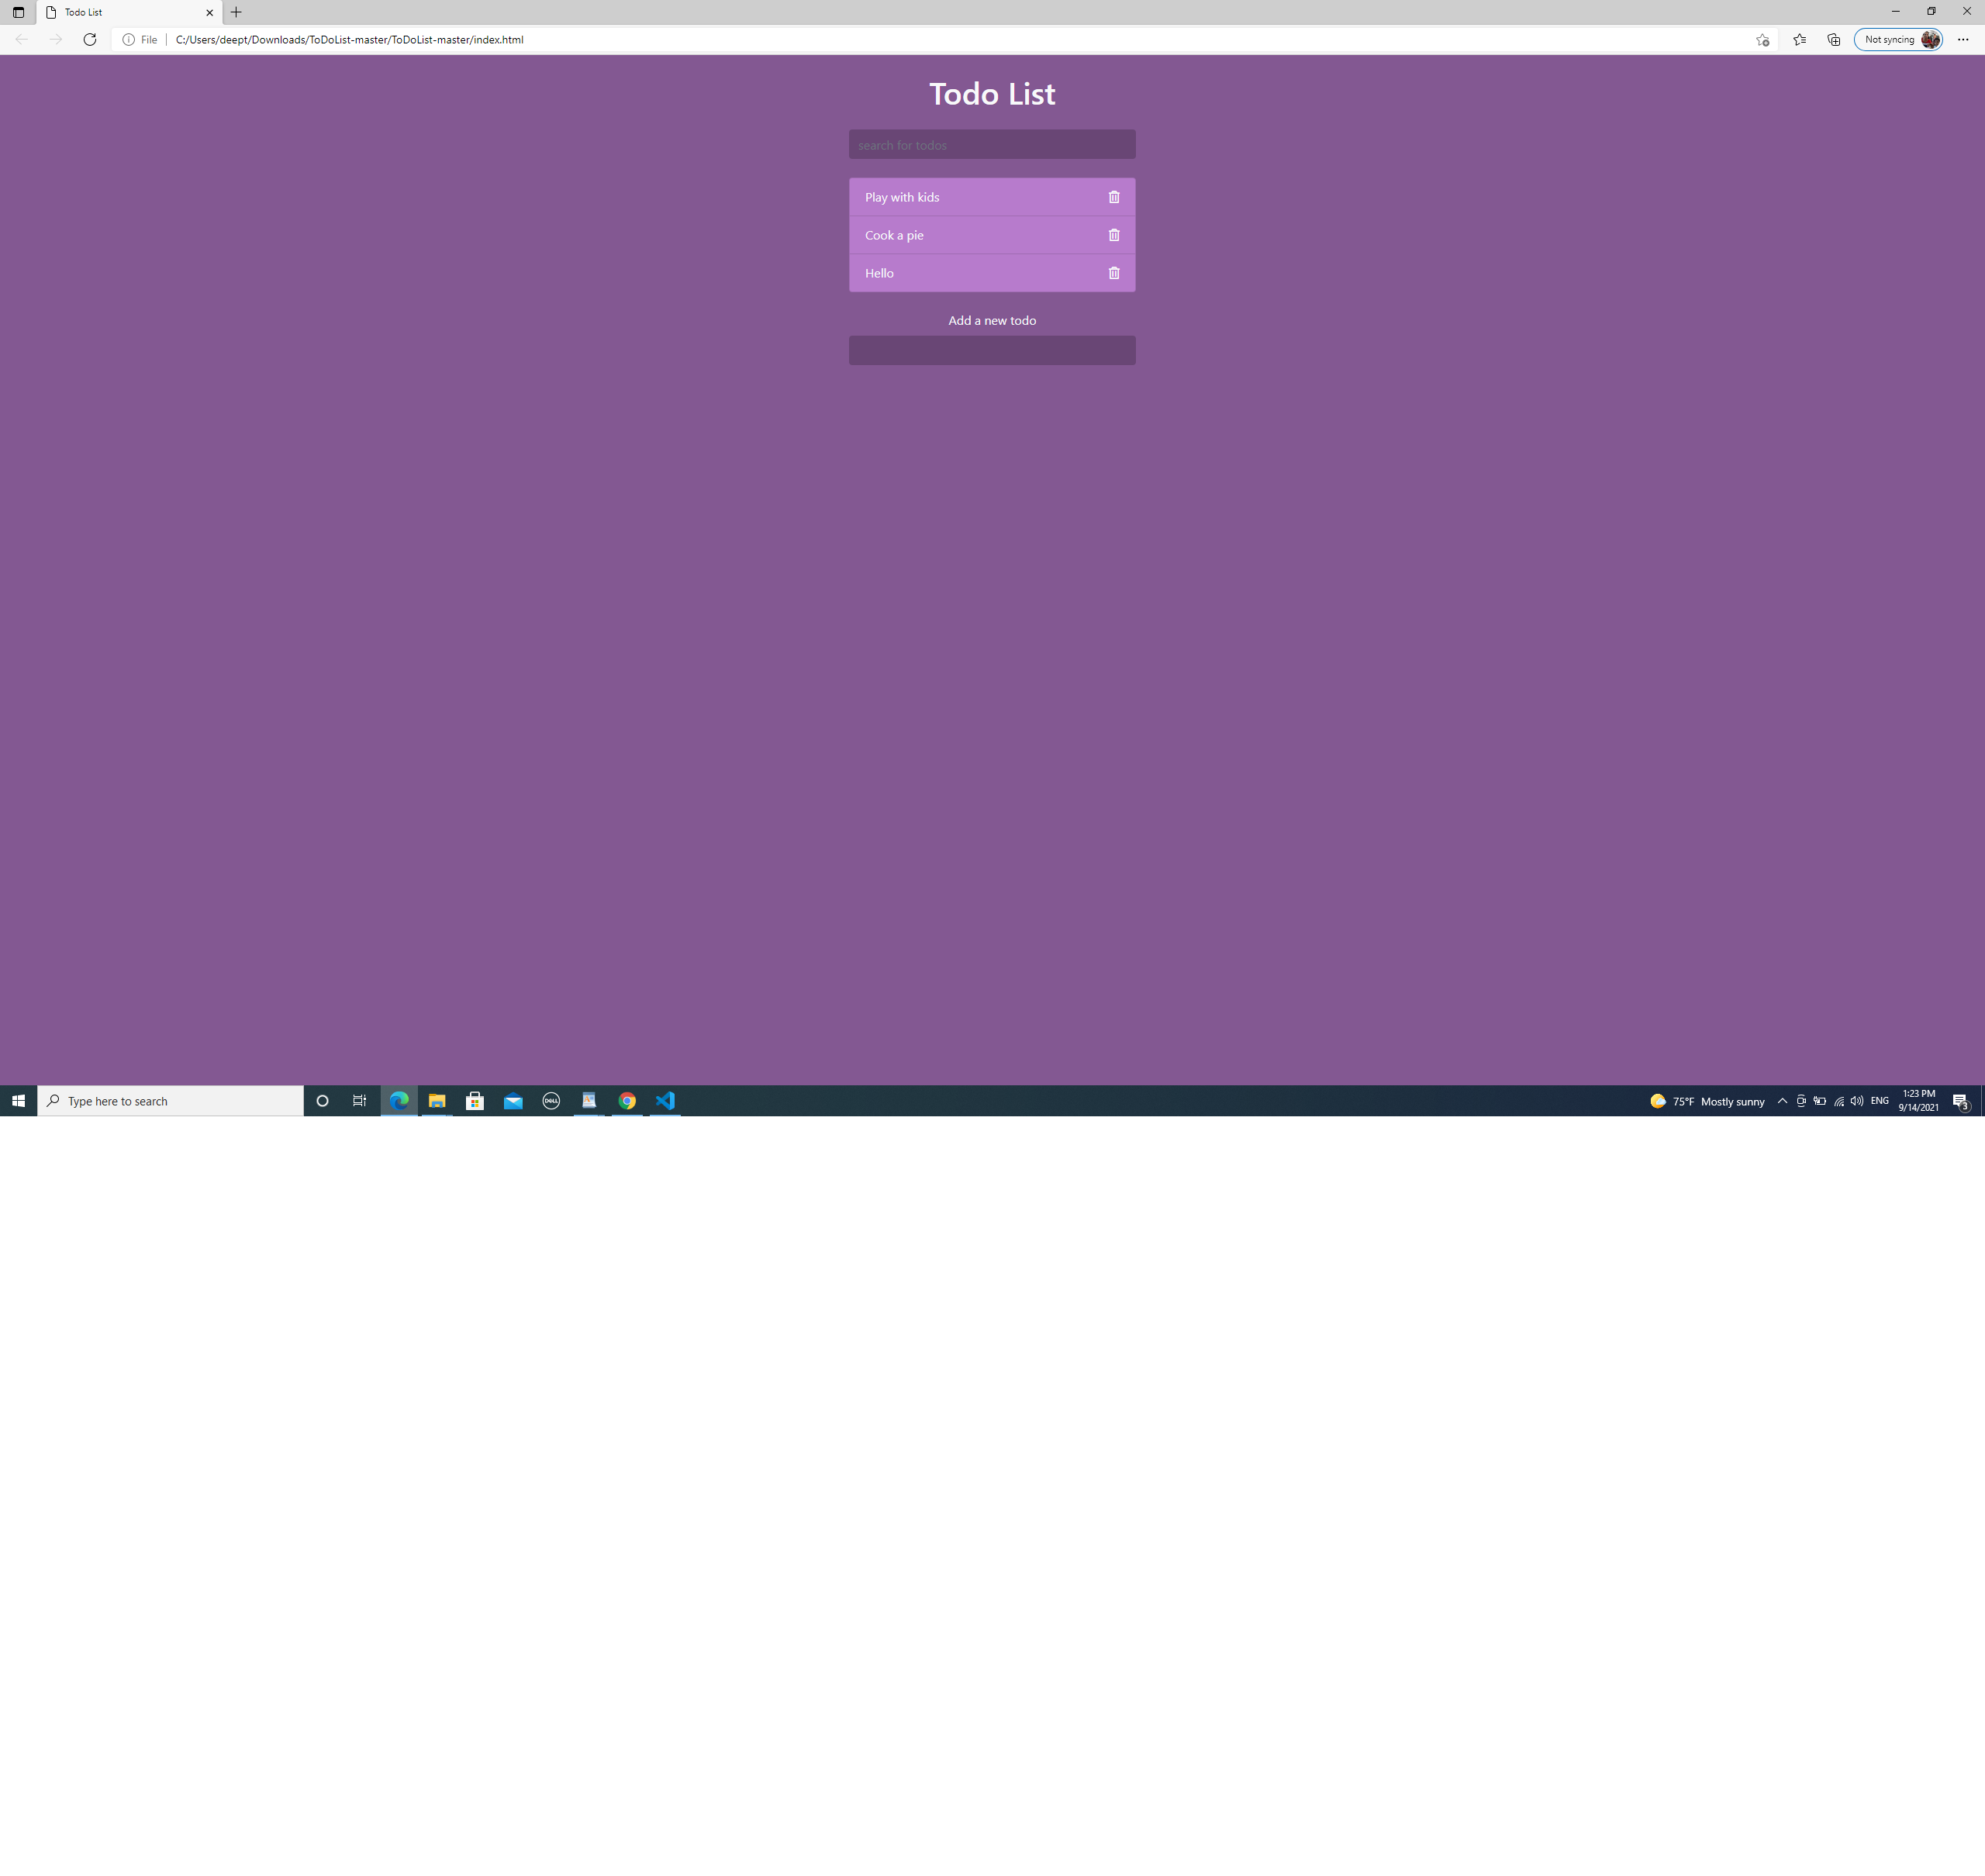 Todo List
File
C:/Users/deept/Downloads/ToDoList-master/ToDoList-master/index.html
Not syncing
Todo List
search for todos
Play with kids
Cook a pie
Hello
Add a new todo
Type here to search
DELL
75°F Mostly sunny
ENG
1:23 PM
9/14/2021
3